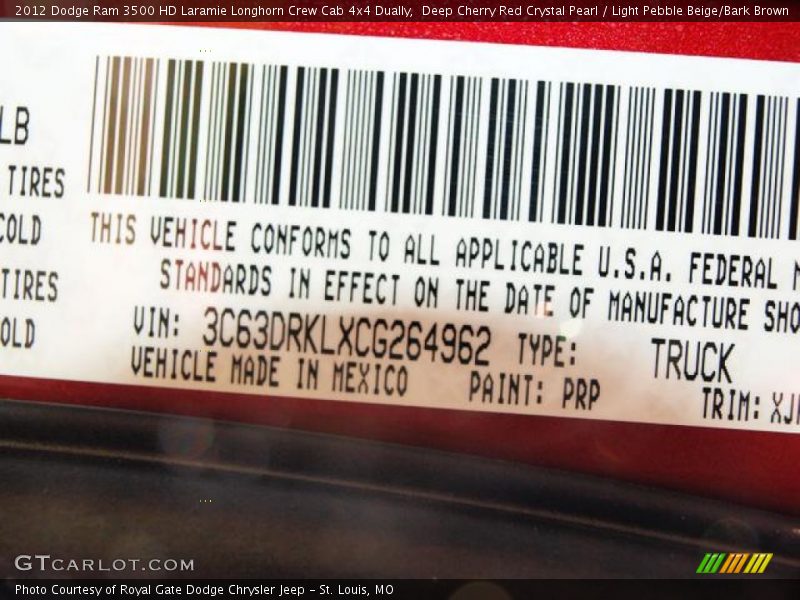 2012 Dodge Ram 3500 HD Laramie Longhorn Crew Cab 4x4 Dually,  Deep Cherry Red Crystal Pearl / Light Pebble Beige/Bark Brown
LB
TIRES
COLD
TIRES
OLD
THIS VEHICLE CONFORMS TO ALL APPLICABLE U.S.A. FEDERAL
STANDARDS IN EFFECT ON THE DATE OF MANUFACTURE SHO
VIN: 3C63DRKLXCG264962 TYPE: TRUCK
VEHICLE MADE IN MEXICO PAINT: PRP TRIM:
GTCARLOT.COM
Photo Courtesy of Royal Gate Dodge Chrysler Jeep - St. Louis, MO